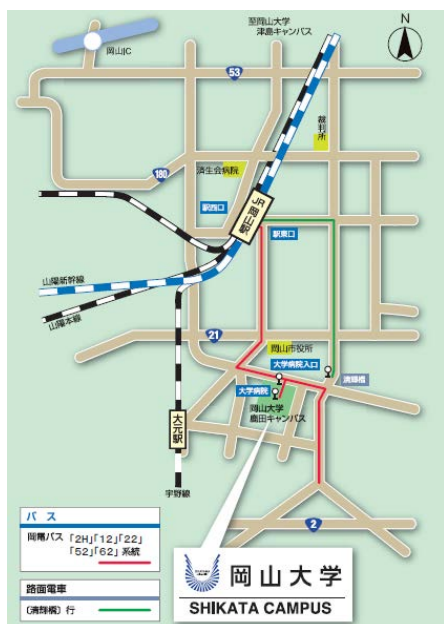 至岡山大学
津島キャンパス
N
岡山IC
53
裁判所
180
済生会病院
駅西口
JR岡山駅
駅東口
山陽新幹線
山陽本線
21
岡山市役所
大学病院入口
大学病院
清輝橋
岡山大学
鹿田キャンパス
大元駅
宇野線
2
バス
岡電バス「2H」「12」「22」
「52」「62」系統
路面電車
〔清輝橋〕行
岡山大学
SHIKATA CAMPUS